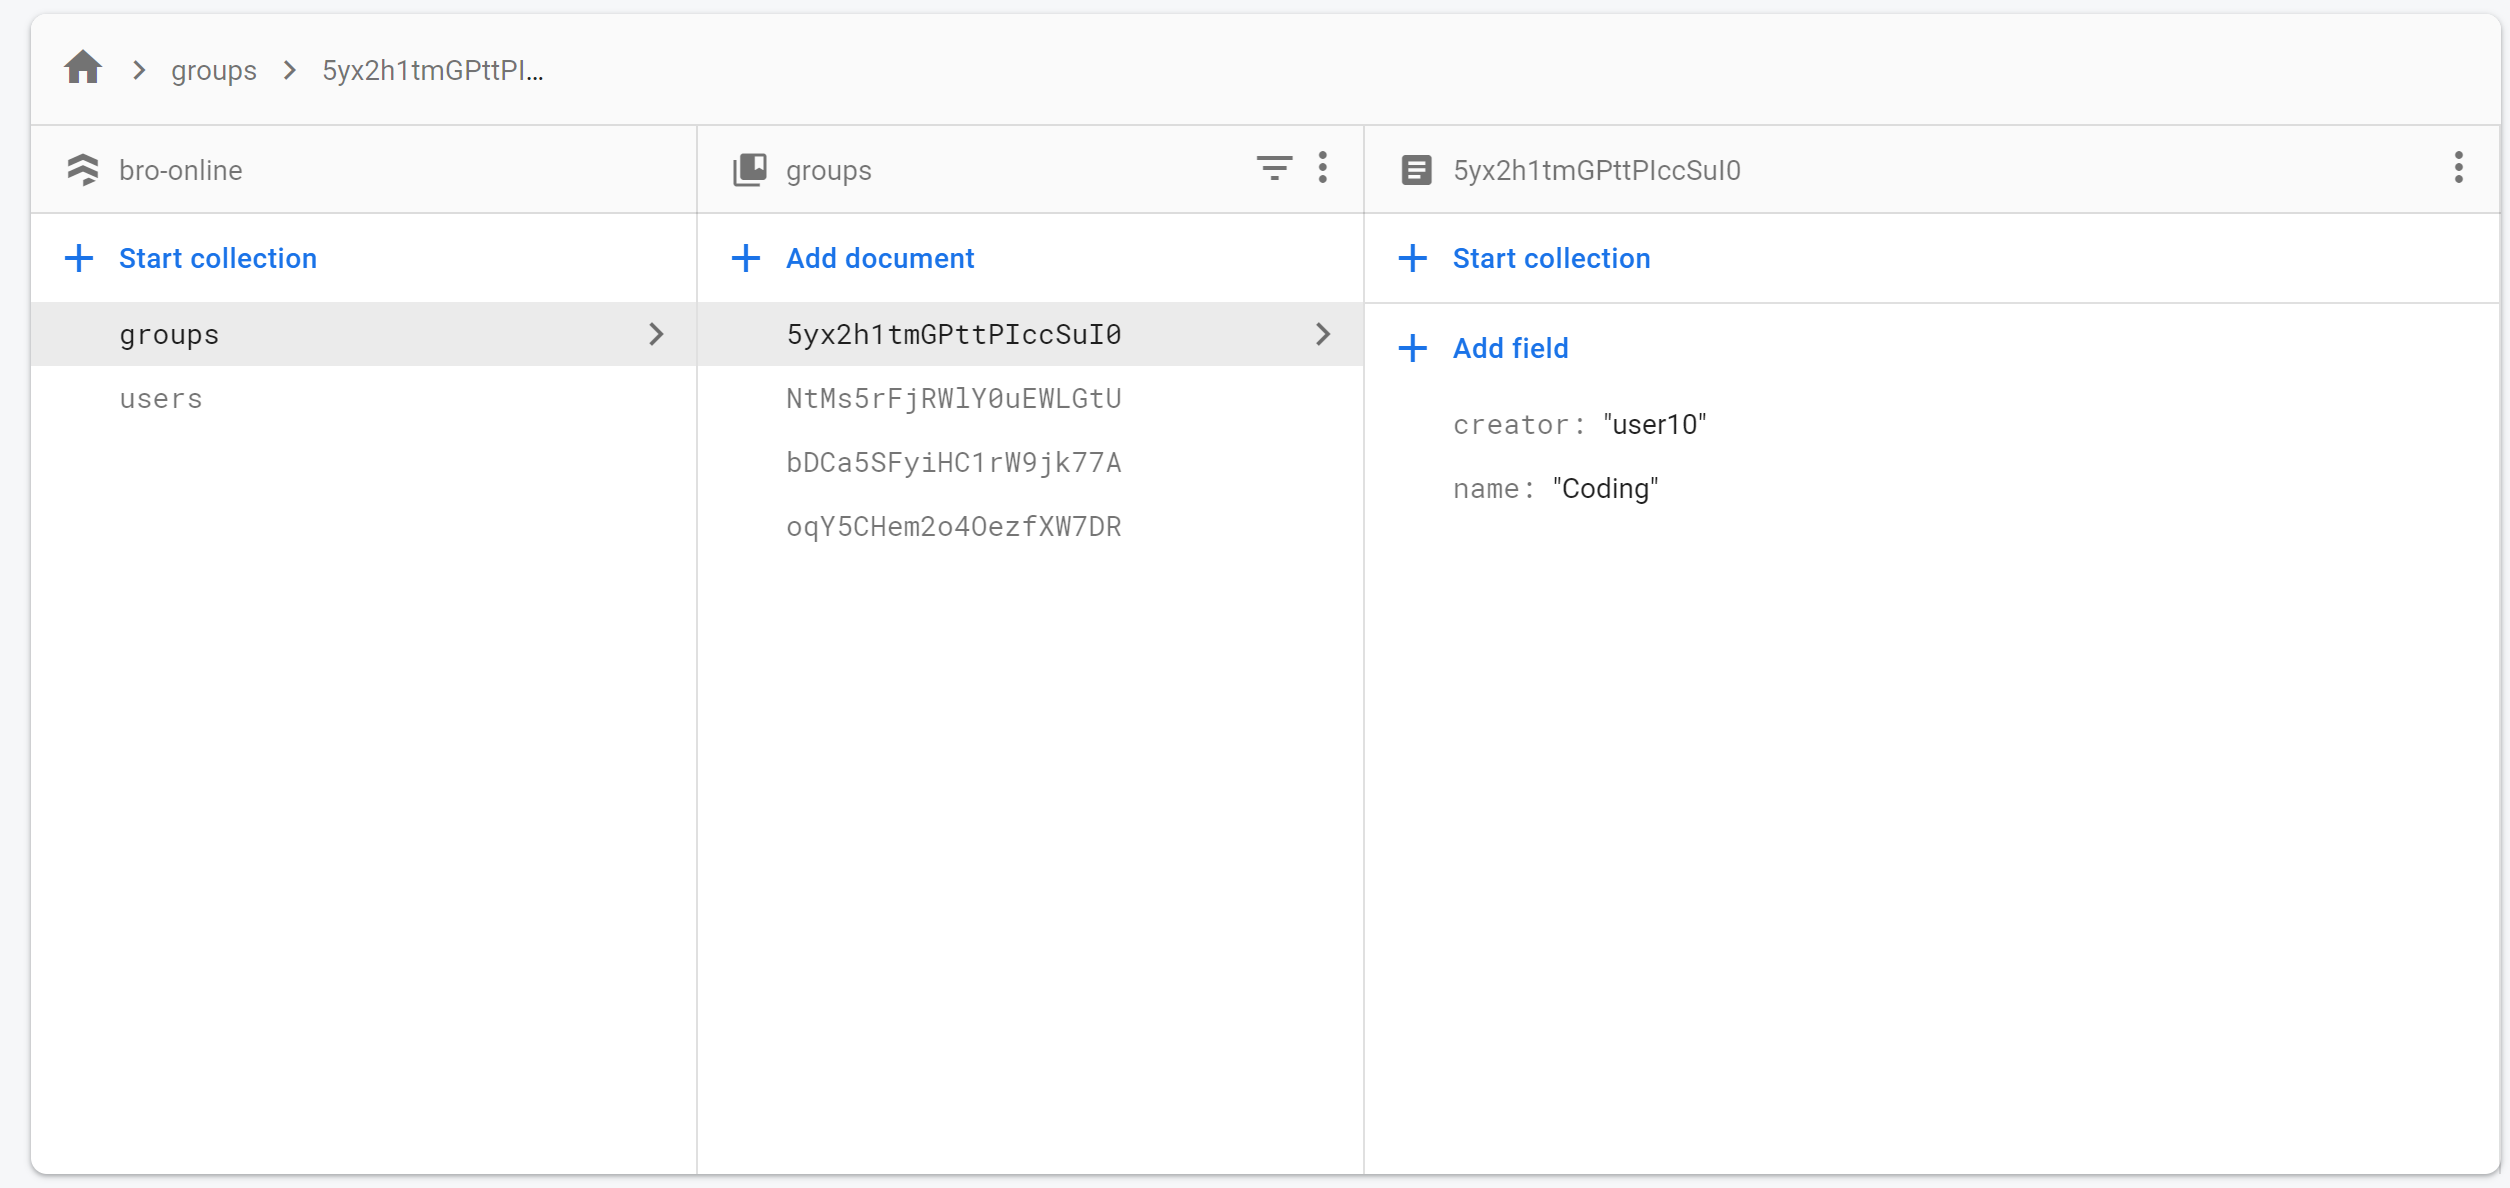 groups
5yx2h1tmGPttPI...
bro-online
groups
5yx2h1tmGPttPIccSuI0
Start collection
Add document
Start collection
groups
5yx2h1tmGPttPIccSuI0
Add field
users
NtMs5rFjRWlY0uEWLGtU
creator: "user10"
bDCa5SFyiHC1rW9jk77A
name: "Coding"
oqY5CHem2o4OezfXW7DR